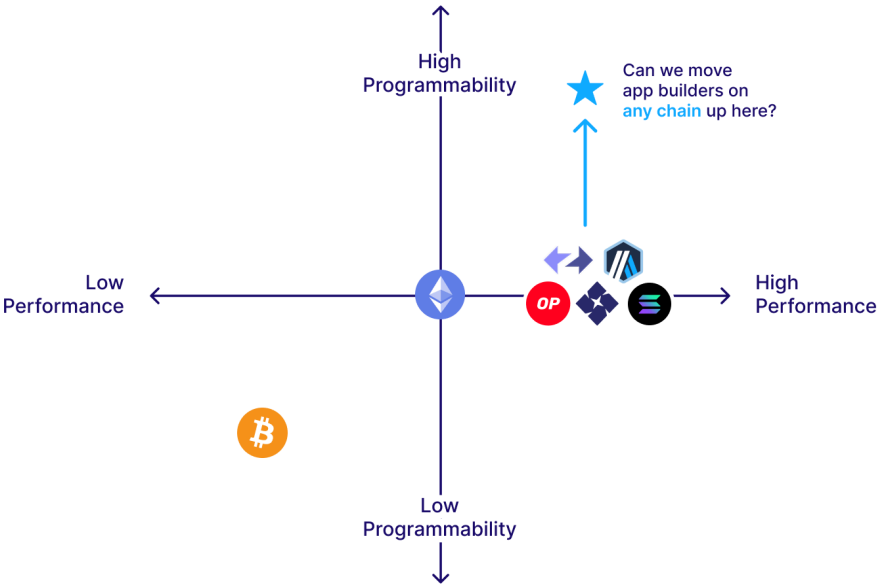 High
Programmability
Can we move
app builders on
any chain up here?
Low
Performance
OP
High
Performance
Low
Programmability